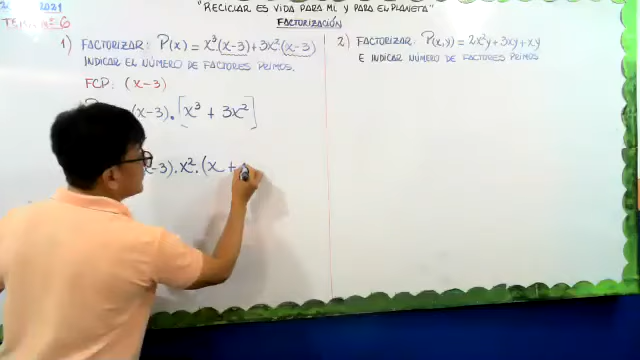 2021
"RECICLAR ES VIDA PARA MI Y PARA EL PLANETA"
FACTORIZACIÓN
1) FACTORIZAR: P(x) = x³(x-3) + 3x²(x-3)
INDICAR EL NÚMERO DE FACTORES PRIMOS.
FCP: (x-3)
(x-3) . [x³ + 3x²]
-3) . x² . (x +
2) FACTORIZAR: P(x,y) = 2x²y + 3xy + xy
E INDICAR NÚMERO DE FACTORES PRIMOS